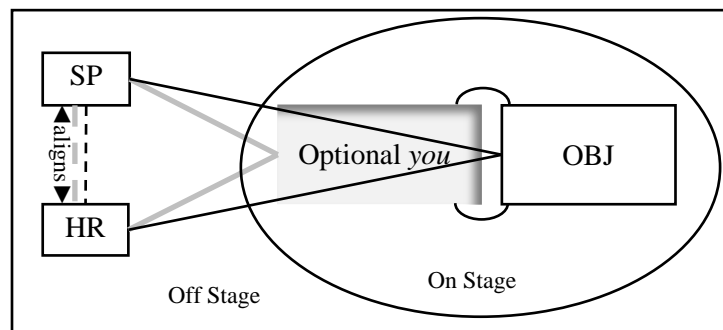 SP
aligns
HR
Optional you
OBJ
Off Stage
On Stage